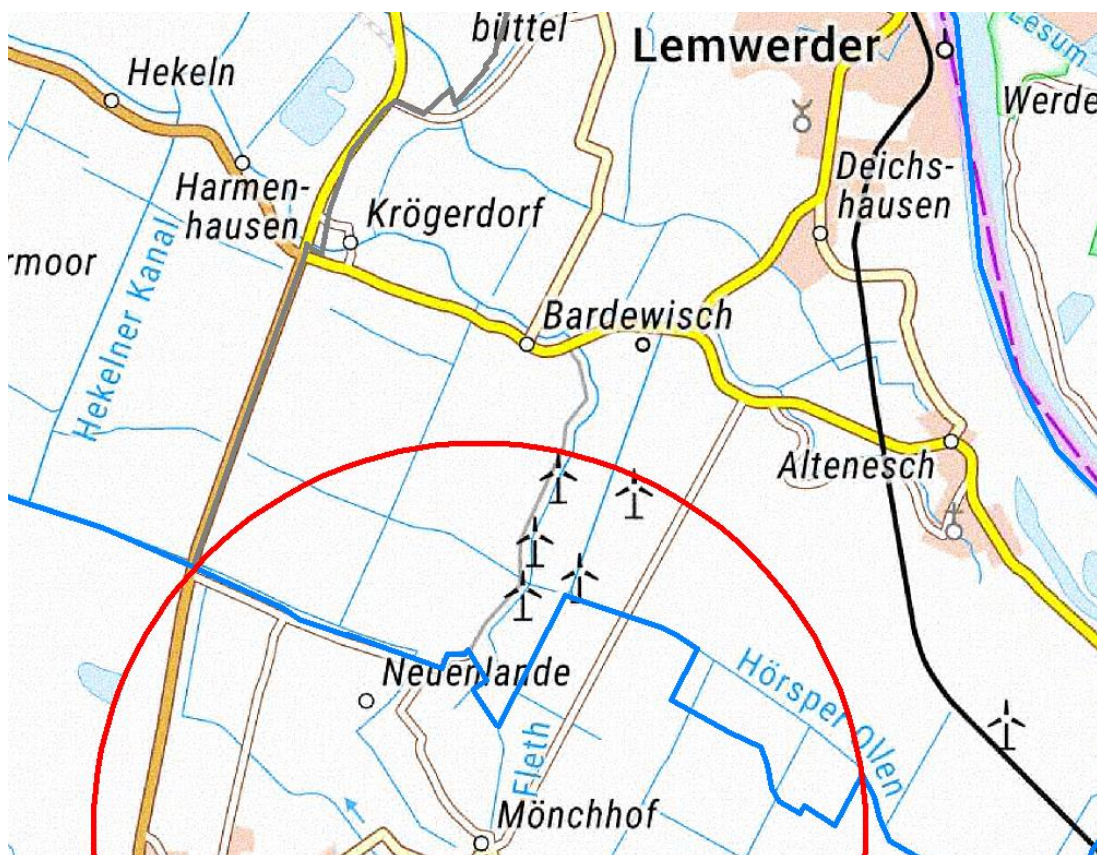 büttel
Lemwerder
Lesum
Hekeln
Werde
Deichs-
hausen
Harmen-
hausen
Krögerdorf
rmoor
Hekelner Kanal
Bardewisch
Altenesch
Neuenlande
Hörsper Ollen
Fleth
Mönchhof